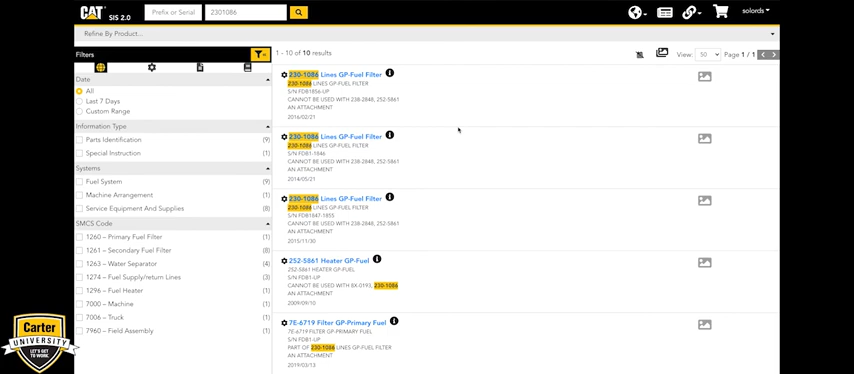 CAT SIS 2.0
Prefix or Serial
2301086
solords
Refine By Product...
Filters
Date
All
Last 7 Days
Custom Range
Information Type
Parts Identification (9)
Special Instruction (1)
Systems
Fuel System (9)
Machine Arrangement (1)
Service Equipment And Supplies (8)
SMCS Code
1260 – Primary Fuel Filter (1)
1261 – Secondary Fuel Filter (8)
1263 – Water Separator (4)
1274 – Fuel Supply/return Lines (3)
1296 – Fuel Heater (1)
7000 – Machine (1)
7006 – Truck (1)
7960 – Field Assembly (1)
1 - 10 of 10 results
View: 50 Page 1 / 1
230-1086 Lines GP-Fuel Filter
230-1086 LINES GP-FUEL FILTER
S/N FDB1856-UP
CANNOT BE USED WITH 238-2848, 252-5861
AN ATTACHMENT
2016/02/21
230-1086 Lines GP-Fuel Filter
230-1086 LINES GP-FUEL FILTER
S/N FDB1-1846
CANNOT BE USED WITH 238-2848, 252-5861
AN ATTACHMENT
2014/05/21
230-1086 Lines GP-Fuel Filter
230-1086 LINES GP-FUEL FILTER
S/N FDB1847-1855
CANNOT BE USED WITH 238-2848, 252-5861
AN ATTACHMENT
2015/11/30
252-5861 Heater GP-Fuel
252-5861 HEATER GP-FUEL
S/N FDB1-UP
CANNOT BE USED WITH 8X-0193, 230-1086
AN ATTACHMENT
2009/09/10
7E-6719 Filter GP-Primary Fuel
7E-6719 FILTER GP-PRIMARY FUEL
S/N FDB1-UP
PART OF 230-1086 LINES GP-FUEL FILTER
AN ATTACHMENT
2019/03/13
Carter
UNIVERSITY
LET'S GET
TO WORK.